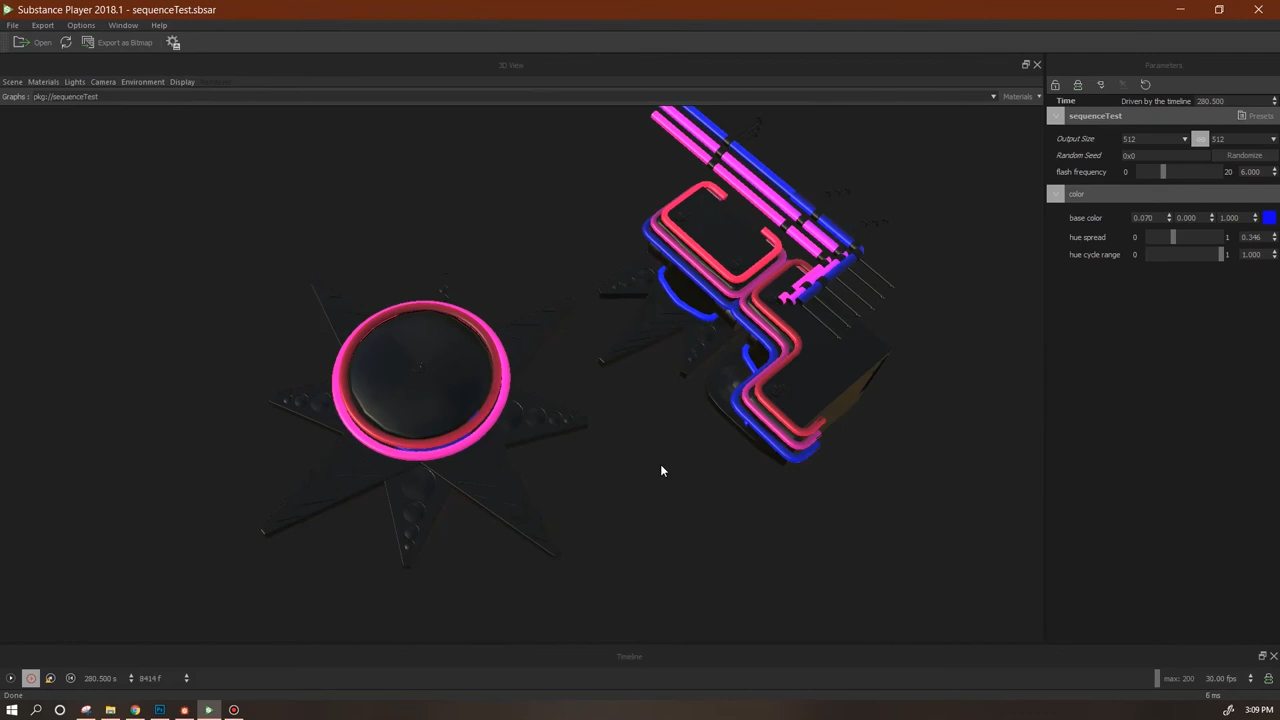 Substance Player 2018.1 - sequenceTest.sbsar
File Export Options Window Help
Open Export as Bitmap
3D View
Parameters
Scene Materials Lights Camera Environment Display
Graphs : pkg://sequenceTest Materials
Time Driven by the timeline 280.500
sequenceTest Presets
Output Size 512 512
Random Seed 0x0 Randomize
flash frequency 0 20 6.000
color
base color 0.070 0.000 1.000
hue spread 0 1 0.346
hue cycle range 0 1 1.000
Timeline
280.500 s 8414 f max: 200 30.00 fps
Done 6 ms
3:09 PM